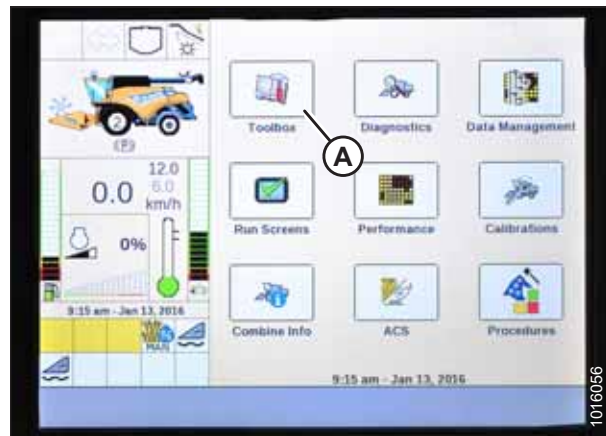 2
(P)
12.0
6.0
0.0
km/h
0%
9:15 am - Jan 13, 2016
MAN
Toolbox
Diagnostics
Data Management
A
Run Screens
Performance
Calibrations
Combine Info
ACS
Procedures
9:15 am - Jan 13, 2016
1016056